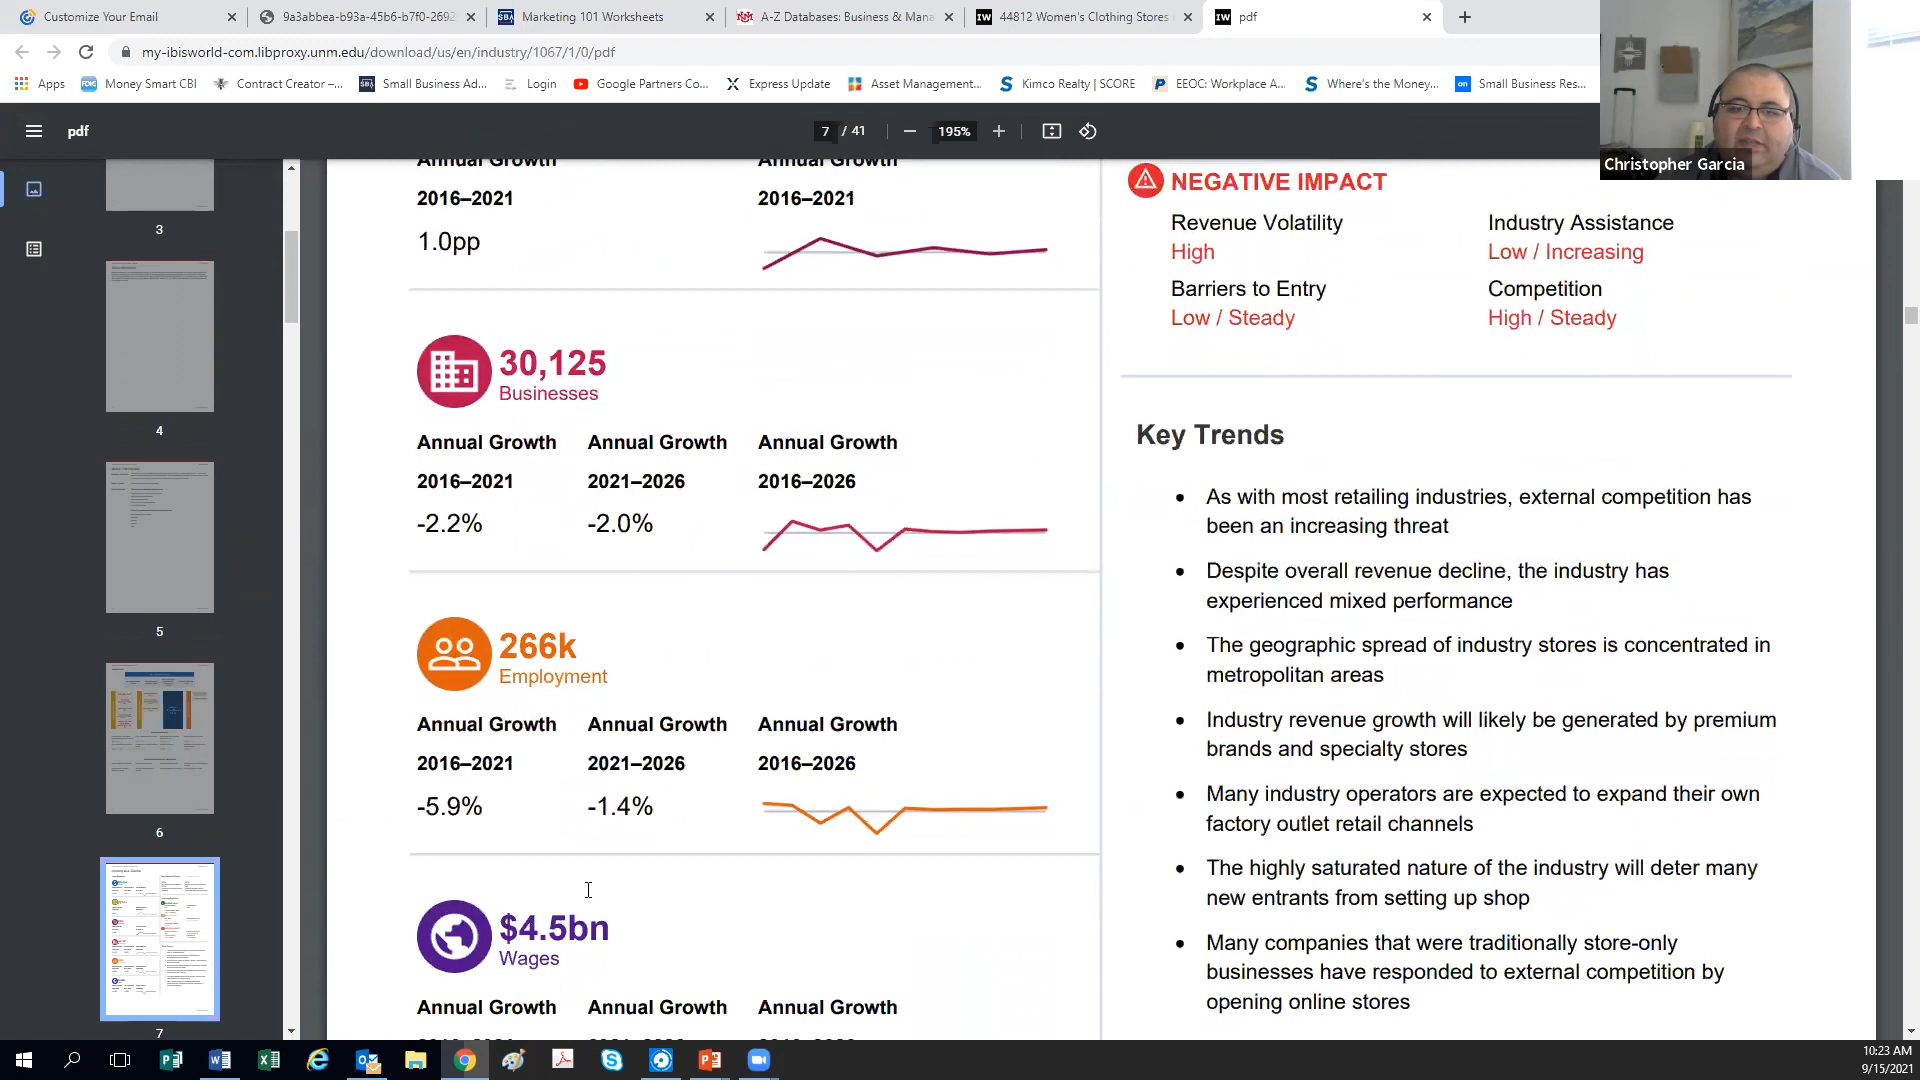 Customize Your Email
9a3abbea-b93a-45b6-b7f0-2692
Marketing 101 Worksheets
A-Z Databases: Business & Mana
44812 Women's Clothing Stores
pdf
my-ibisworld-com.libproxy.unm.edu/download/us/en/industry/1067/1/0/pdf
Apps
Money Smart CBI
Contract Creator –...
Small Business Ad...
Login
Google Partners Co...
Express Update
Asset Management...
Kimco Realty | SCORE
EEOC: Workplace A...
Where's the Money...
Small Business Res...
pdf
7 / 41
195%
Christopher Garcia
3
4
5
6
7
Annual Growth
Annual Growth
2016–2021
2016–2021
1.0pp
30,125
Businesses
Annual Growth Annual Growth Annual Growth
2016–2021 2021–2026 2016–2026
-2.2% -2.0%
266k
Employment
Annual Growth Annual Growth Annual Growth
2016–2021 2021–2026 2016–2026
-5.9% -1.4%
$4.5bn
Wages
Annual Growth Annual Growth Annual Growth
NEGATIVE IMPACT
Revenue Volatility Industry Assistance
High Low / Increasing
Barriers to Entry Competition
Low / Steady High / Steady
Key Trends
• As with most retailing industries, external competition has
been an increasing threat
• Despite overall revenue decline, the industry has
experienced mixed performance
• The geographic spread of industry stores is concentrated in
metropolitan areas
• Industry revenue growth will likely be generated by premium
brands and specialty stores
• Many industry operators are expected to expand their own
factory outlet retail channels
• The highly saturated nature of the industry will deter many
new entrants from setting up shop
• Many companies that were traditionally store-only
businesses have responded to external competition by
opening online stores
10:23 AM
9/15/2021